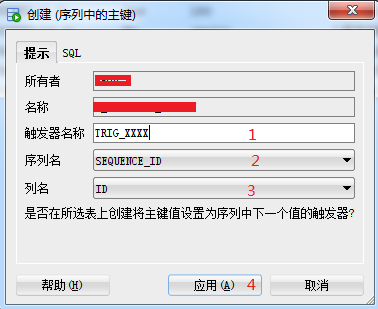 创建 (序列中的主键)
提示 SQL
所有者
名称
触发器名称 TRIG_XXXX 1
序列名 SEQUENCE_ID 2
列名 ID 3
是否在所选表上创建将主键值设置为序列中下一个值的触发器?
帮助(H) 应用(A) 4 取消